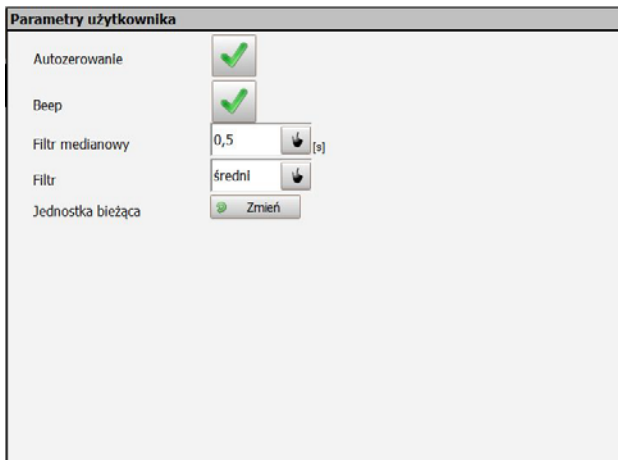 Parametry użytkownika
Autozerowanie
Beep
Filtr medianowy 0,5 [s]
Filtr średni
Jednostka bieżąca Zmień